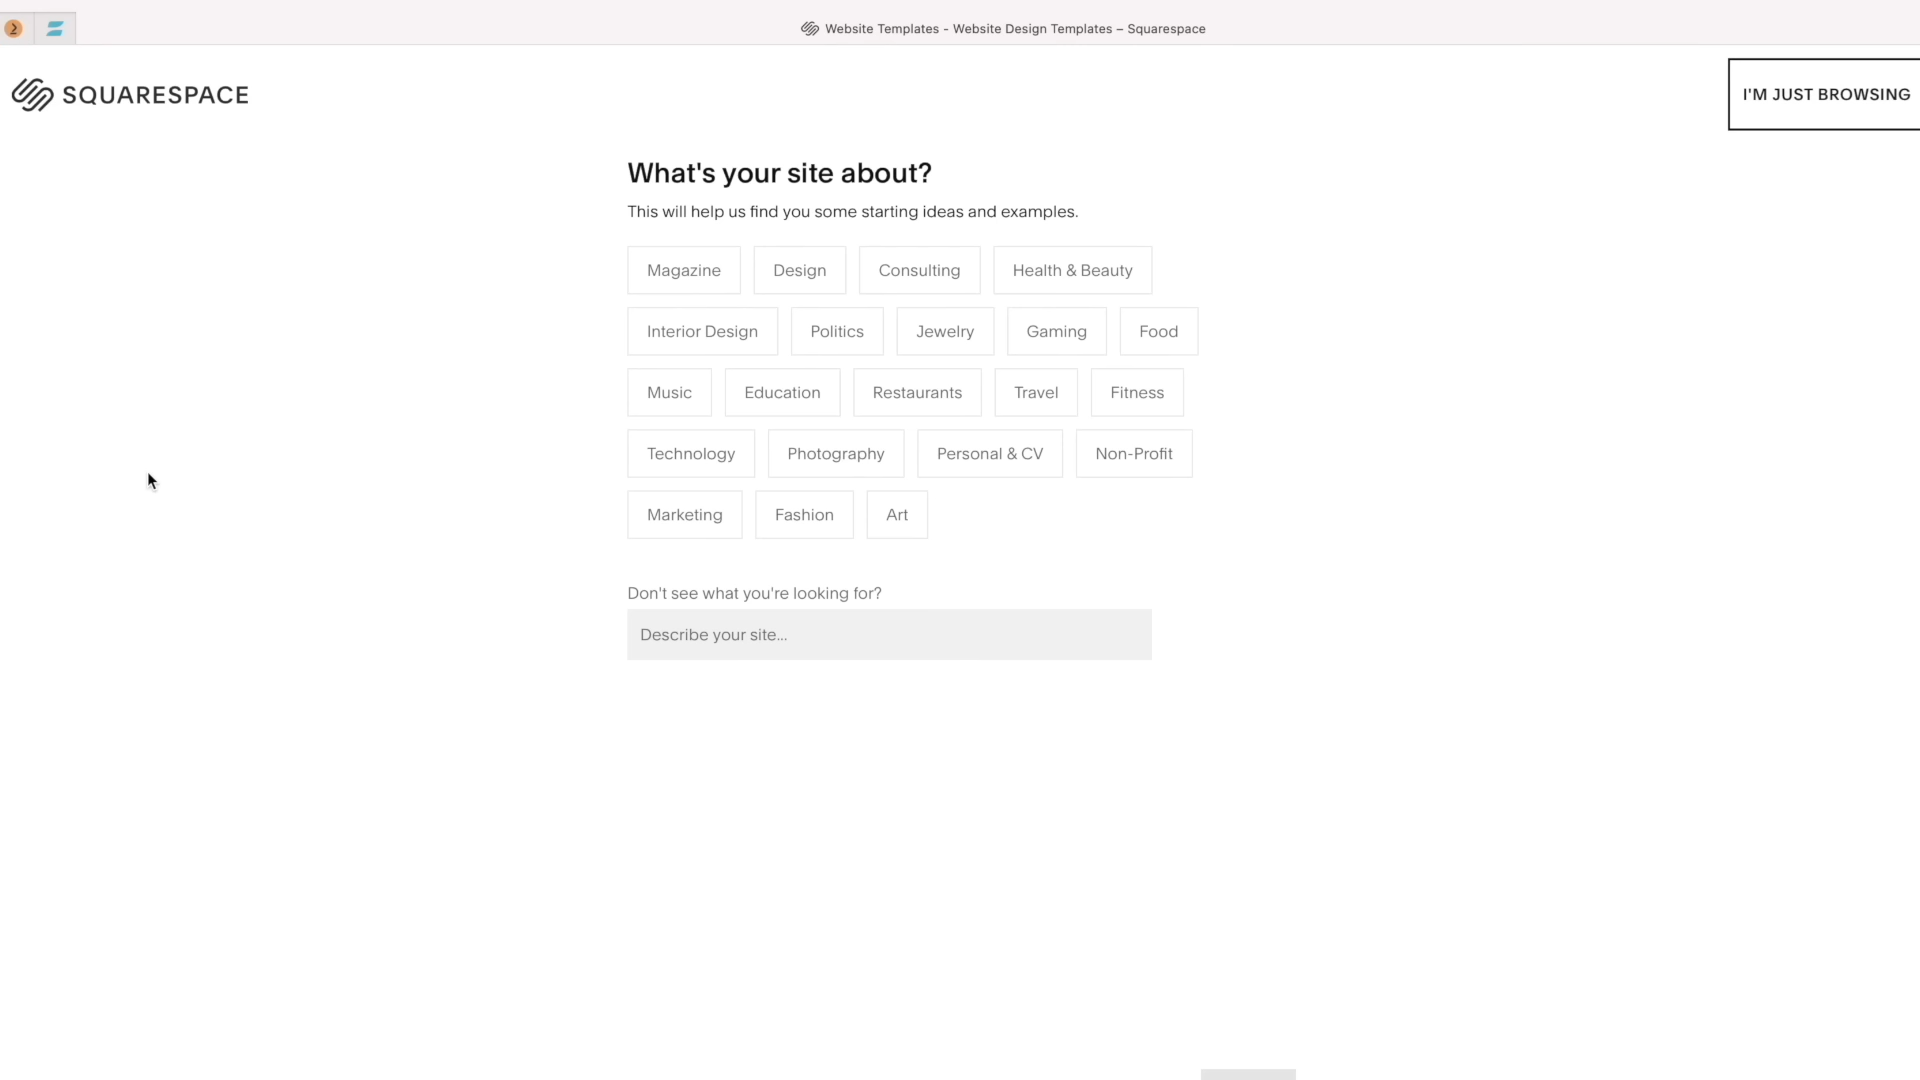 Website Templates - Website Design Templates – Squarespace
SQUARESPACE
I'M JUST BROWSING
What's your site about?
This will help us find you some starting ideas and examples.
Magazine Design Consulting Health & Beauty
Interior Design Politics Jewelry Gaming Food
Music Education Restaurants Travel Fitness
Technology Photography Personal & CV Non-Profit
Marketing Fashion Art
Don't see what you're looking for?
Describe your site...